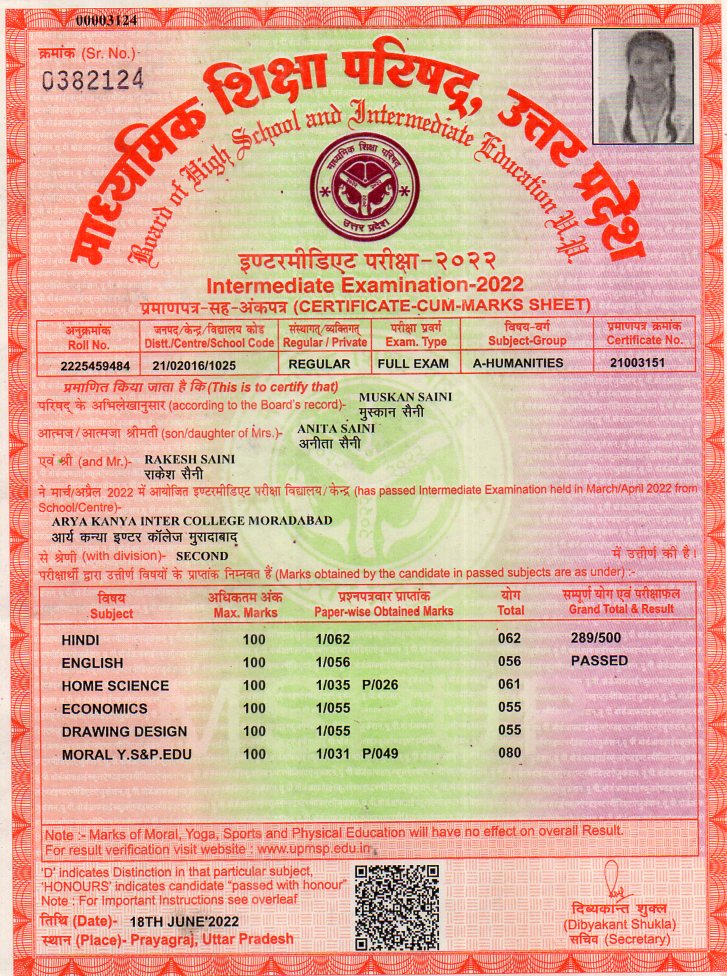 00003124
क्रमांक (Sr. No.)-
0382124
माध्यमिक शिक्षा परिषद्, उत्तर प्रदेश
Board of High School and Intermediate Education U.P.
माध्यमिक शिक्षा परिषद्
उत्तर प्रदेश
इण्टरमीडिएट परीक्षा-२०२२
Intermediate Examination-2022
प्रमाणपत्र-सह-अंकपत्र (CERTIFICATE-CUM-MARKS SHEET)
अनुक्रमांक जनपद/केन्द्र/विद्यालय कोड संस्थागत/व्यक्तिगत परीक्षा प्रवर्ग विषय-वर्ग प्रमाणपत्र क्रमांक
Roll No. Distt./Centre/School Code Regular / Private Exam. Type Subject-Group Certificate No.
2225459484 21/02016/1025 REGULAR FULL EXAM A-HUMANITIES 21003151
प्रमाणित किया जाता है कि (This is to certify that)
परिषद् के अभिलेखानुसार (according to the Board's record)- MUSKAN SAINI
मुस्कान सैनी
आत्मज/आत्मजा श्रीमती (son/daughter of Mrs.)- ANITA SAINI
अनीता सैनी
एवं श्री (and Mr.)- RAKESH SAINI
राकेश सैनी
ने मार्च/अप्रैल 2022 में आयोजित इण्टरमीडिएट परीक्षा विद्यालय/केन्द्र (has passed Intermediate Examination held in March/April 2022 from
School/Centre)-
ARYA KANYA INTER COLLEGE MORADABAD
आर्य कन्या इण्टर कॉलेज मुरादाबाद
से श्रेणी (with division)- SECOND में उत्तीर्ण की है।
परीक्षार्थी द्वारा उत्तीर्ण विषयों के प्राप्तांक निम्नवत हैं (Marks obtained by the candidate in passed subjects are as under) :-
विषय अधिकतम अंक प्रश्नपत्रवार प्राप्तांक योग सम्पूर्ण योग एवं परीक्षाफल
Subject Max. Marks Paper-wise Obtained Marks Total Grand Total & Result
HINDI 100 1/062 062 289/500
ENGLISH 100 1/056 056 PASSED
HOME SCIENCE 100 1/035 P/026 061
ECONOMICS 100 1/055 055
DRAWING DESIGN 100 1/055 055
MORAL Y.S&P.EDU 100 1/031 P/049 080
Note :- Marks of Moral, Yoga, Sports and Physical Education will have no effect on overall Result.
For result verification visit website : www.upmsp.edu.in
'D' indicates Distinction in that particular subject,
'HONOURS' indicates candidate "passed with honour"
Note : For Important Instructions see overleaf
तिथि (Date)- 18TH JUNE'2022
स्थान (Place)- Prayagraj, Uttar Pradesh
दिव्यकान्त शुक्ल
(Dibyakant Shukla)
सचिव (Secretary)